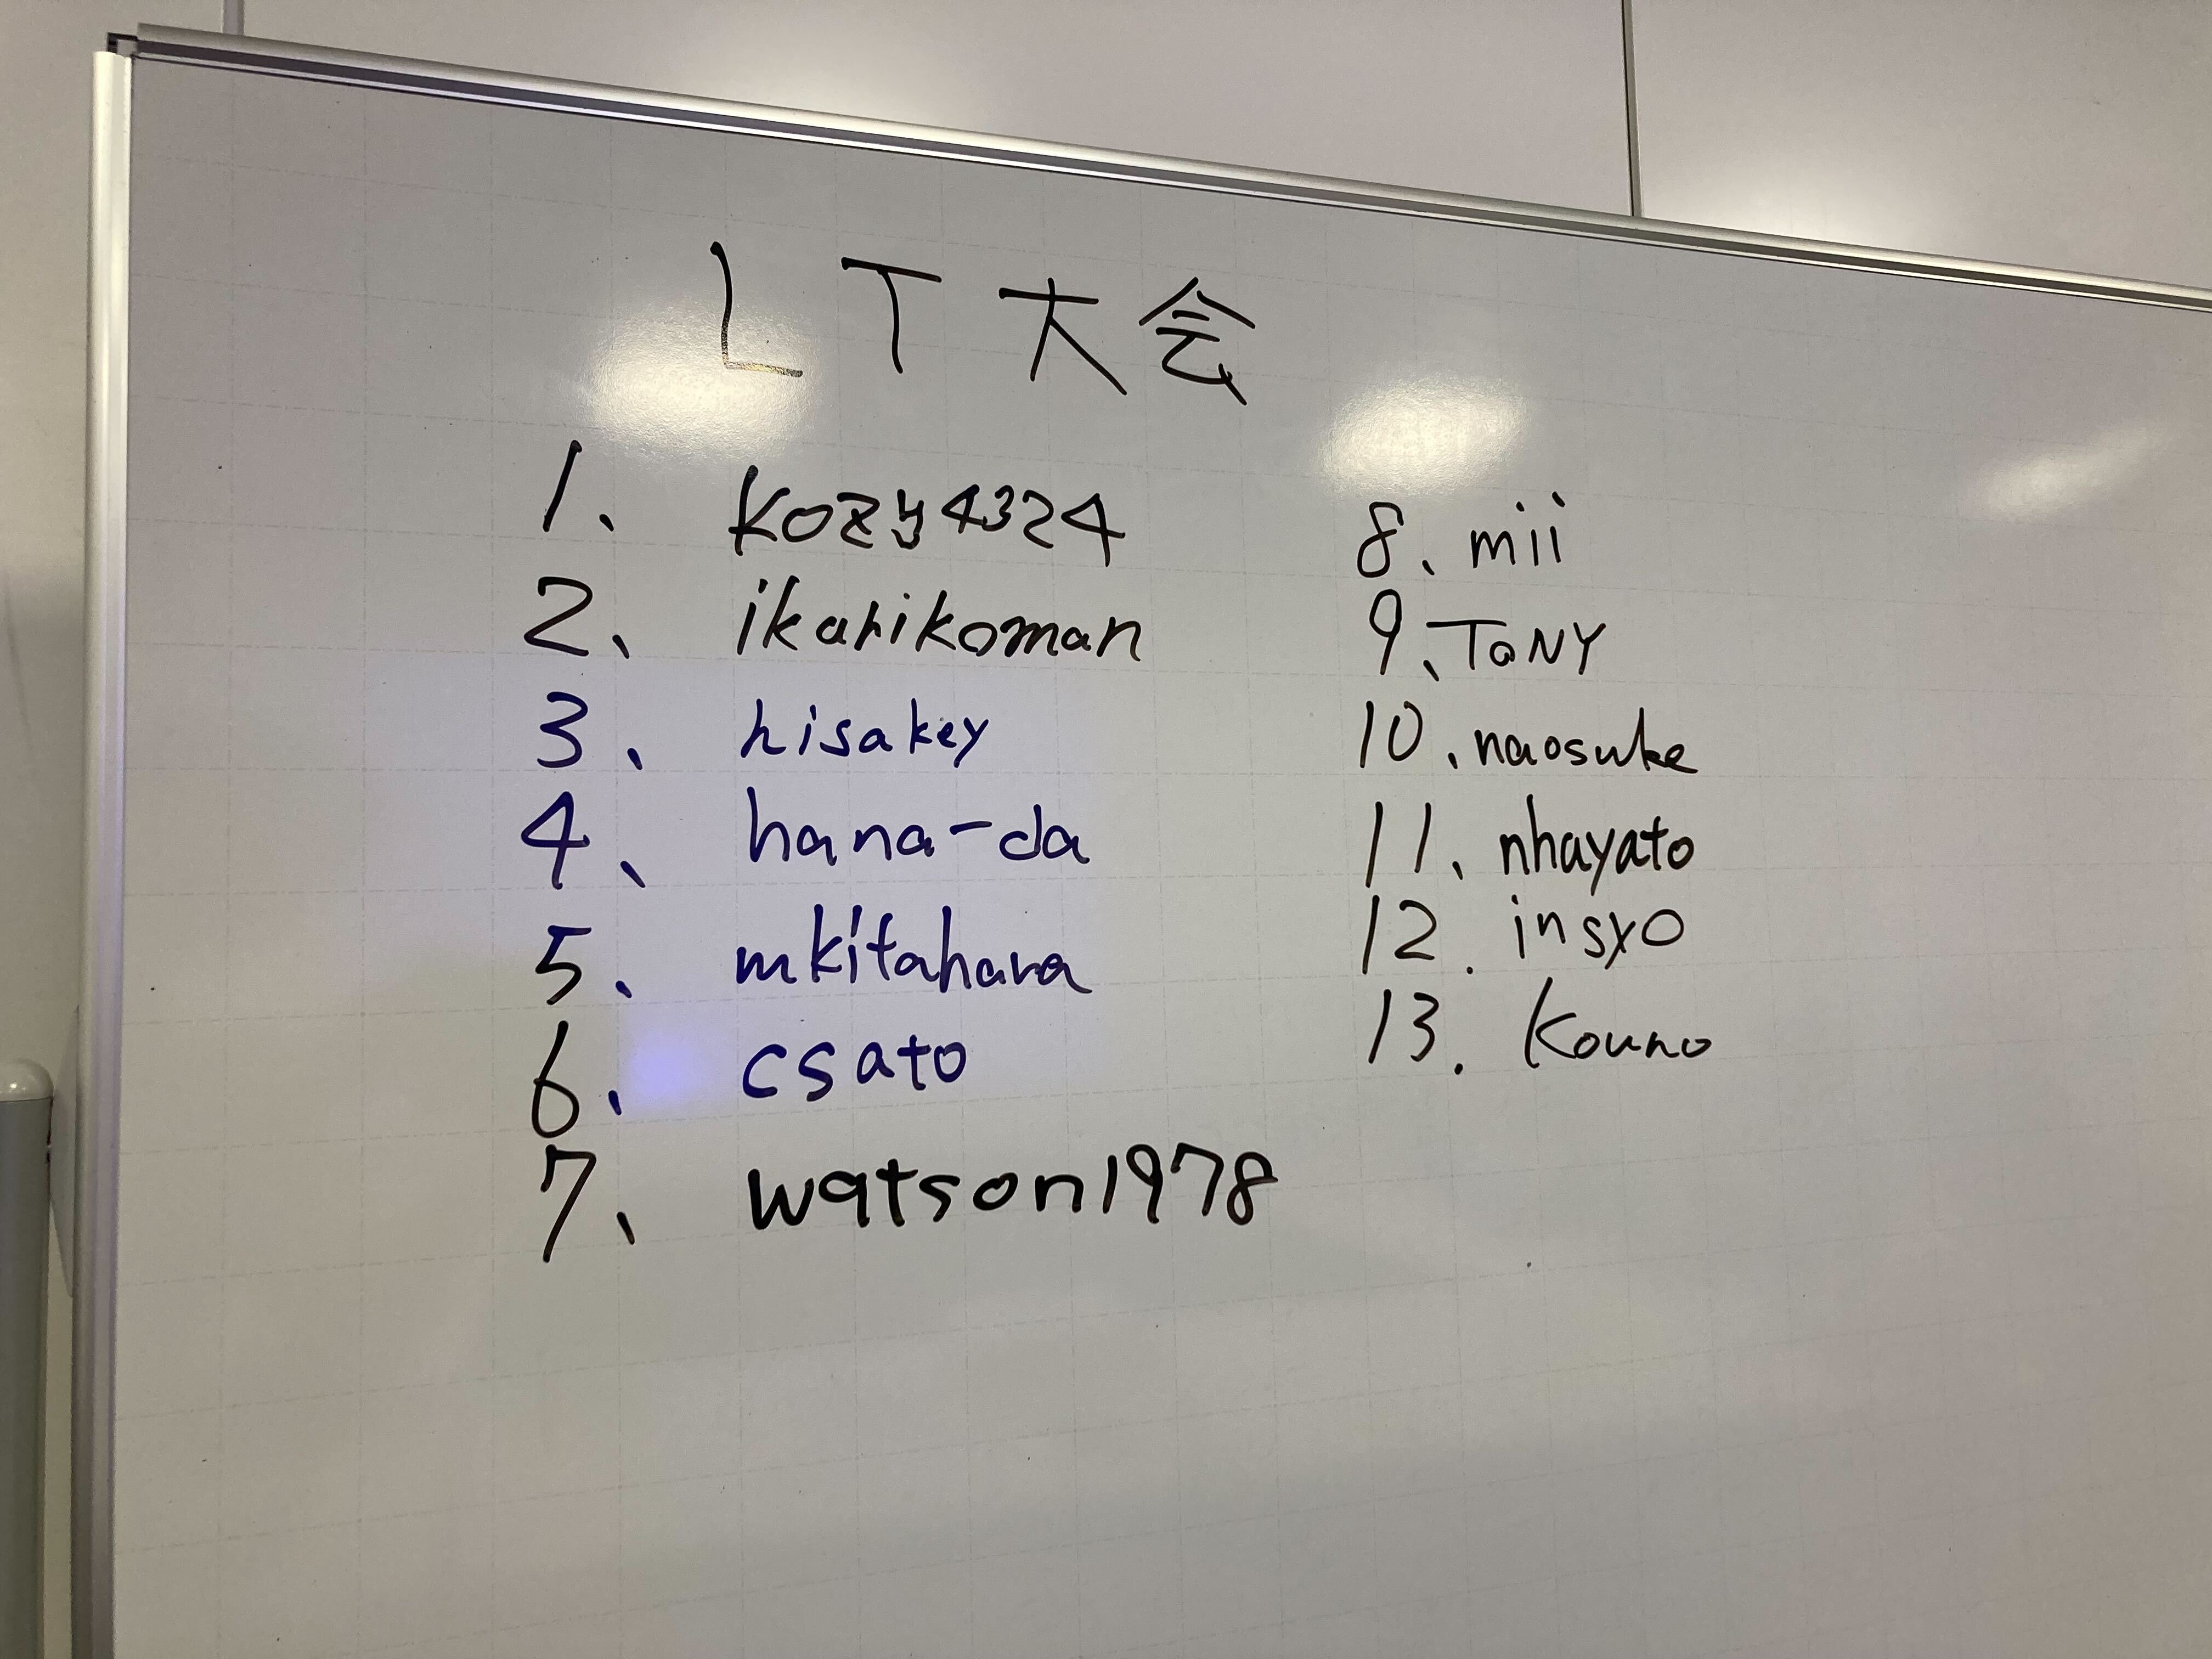 LT大会
1、 kozy4324
2、 ikarikoman
3、 hisakey
4、 hana-da
5、 mkitahara
6、 csato
7、 watson1978
8、mii
9、ToNY
10、naosuke
11、nhayato
12. insyo
13. Kouno